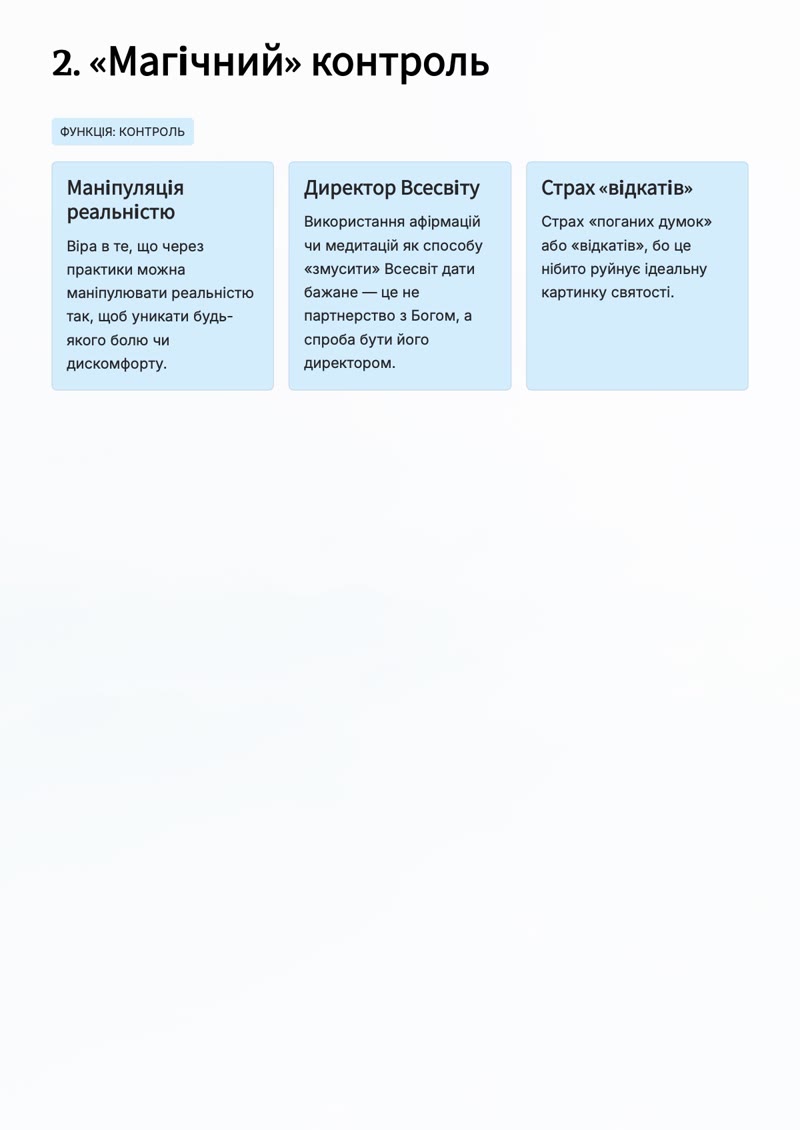 2. «Магічний» контроль
ФУНКЦІЯ: КОНТРОЛЬ
Маніпуляція
реальністю
Віра в те, що через
практики можна
маніпулювати реальністю
так, щоб уникати будь-
якого болю чи
дискомфорту.
Директор Всесвіту
Використання афірмацій
чи медитацій як способу
«змусити» Всесвіт дати
бажане — це не
партнерство з Богом, а
спроба бути його
директором.
Страх «відкатів»
Страх «поганих думок»
або «відкатів», бо це
нібито руйнує ідеальну
картинку святості.